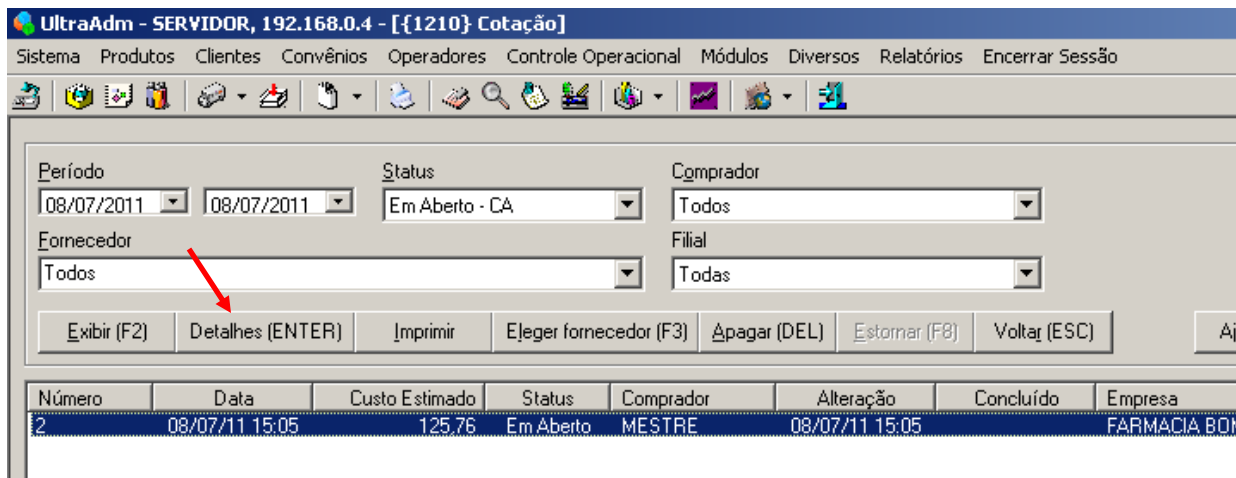 UltraAdm - SERVIDOR, 192.168.0.4 - [{1210} Cotação]
Sistema Produtos Clientes Convênios Operadores Controle Operacional Módulos Diversos Relatórios Encerrar Sessão
Período Status Comprador
08/07/2011 08/07/2011 Em Aberto - CA Todos
Fornecedor Filial
Todos Todas
Exibir (F2) Detalhes (ENTER) Imprimir Eleger fornecedor (F3) Apagar (DEL) Estornar (F8) Voltar (ESC)
Número Data Custo Estimado Status Comprador Alteração Concluído Empresa
2 08/07/11 15:05 125,76 Em Aberto MESTRE 08/07/11 15:05 FARMACIA